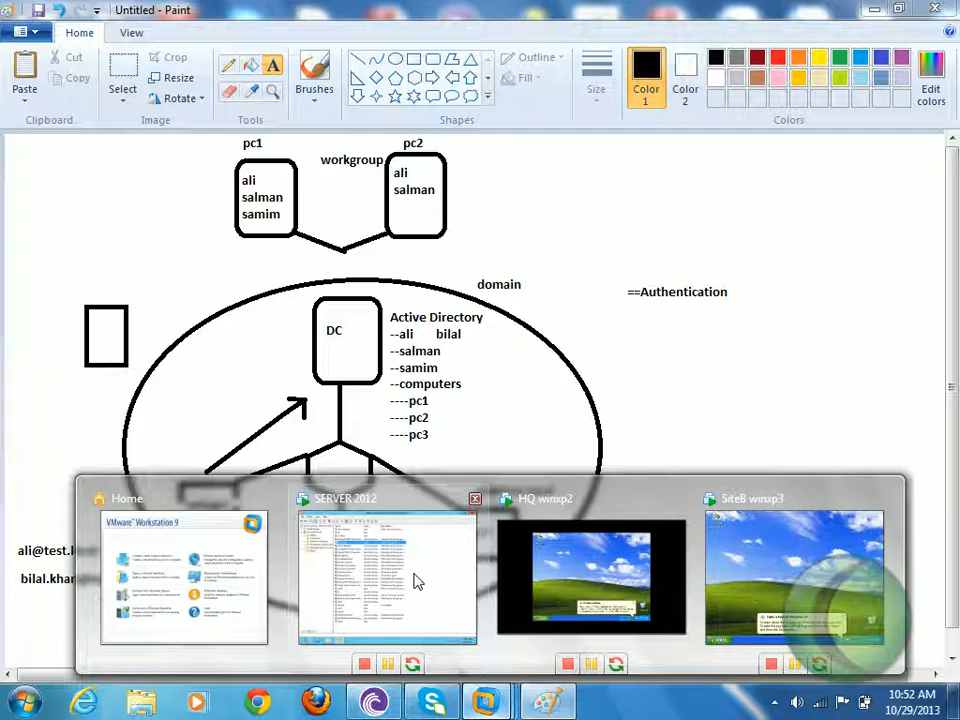 Untitled - Paint
Home
View
Paste
Cut
Copy
Clipboard
Select
Crop
Resize
Rotate
Image
Tools
Brushes
Shapes
Outline
Fill
Size
Color 1
Color 2
Edit colors
Colors
pc1
pc2
workgroup
ali
salman
samim
ali
salman
domain
==Authentication
DC
Active Directory
--ali bilal
--salman
--samim
--computers
----pc1
----pc2
----pc3
Home
SERVER 2012
HQ winxp2
SiteB winxp3
VMware Workstation 9
10:52 AM
10/29/2013